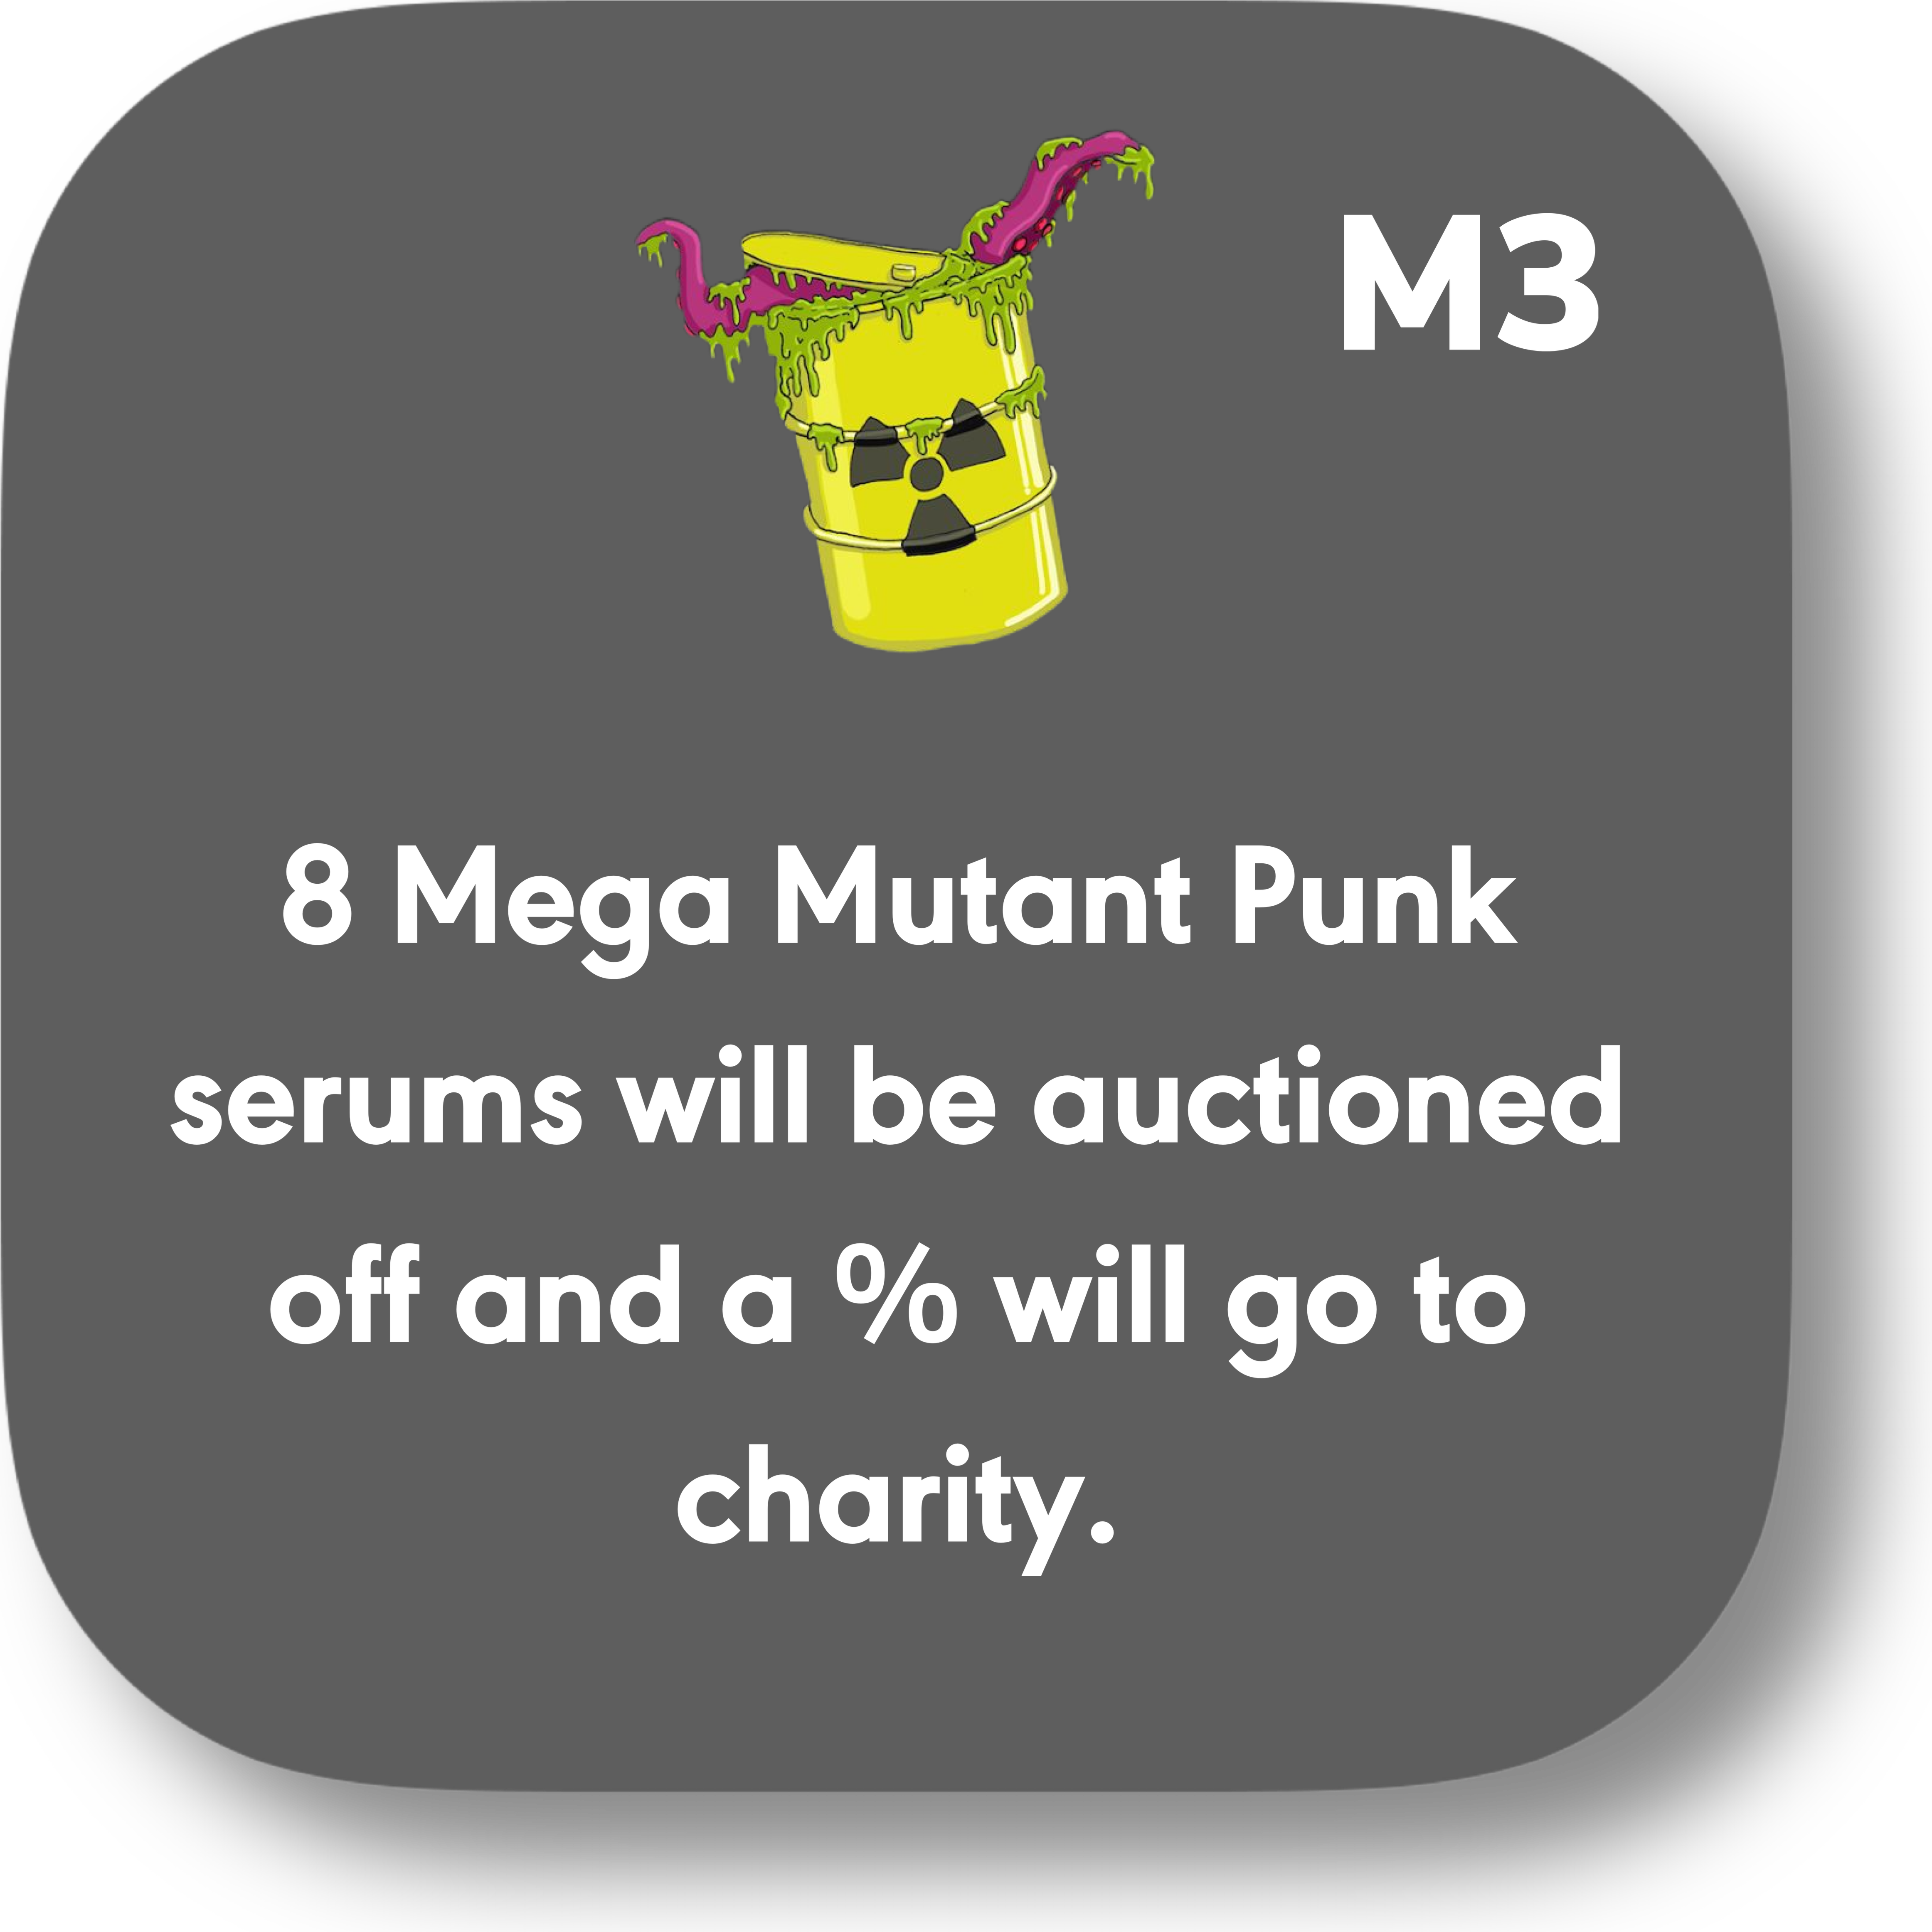 M3
8 Mega Mutant Punk
serums will be auctioned
off and a % will go to
charity.